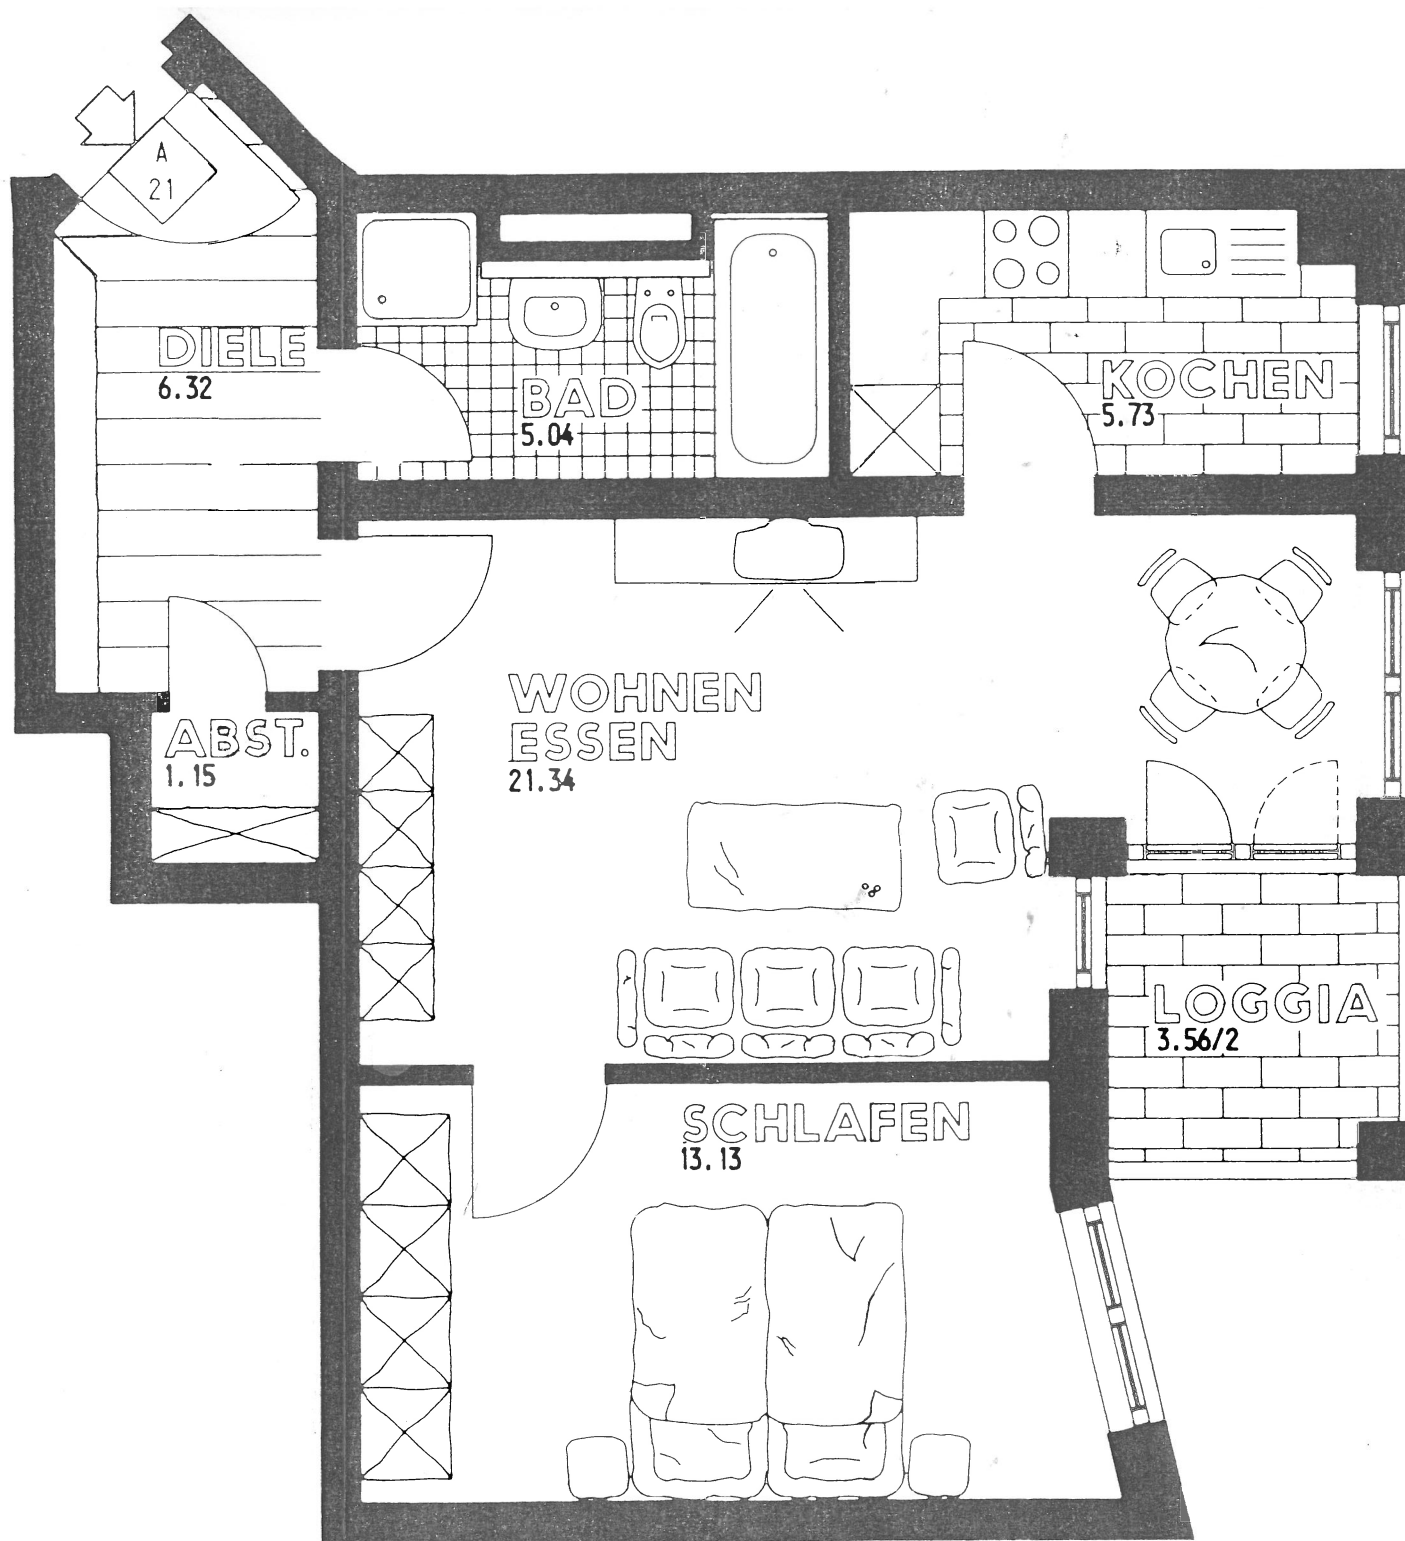 A
21
DIELE
6.32
BAD
5.04
KOCHEN
5.73
WOHNEN
ESSEN
21.34
ABST.
1.15
LOGGIA
3.56/2
SCHLAFEN
13.13